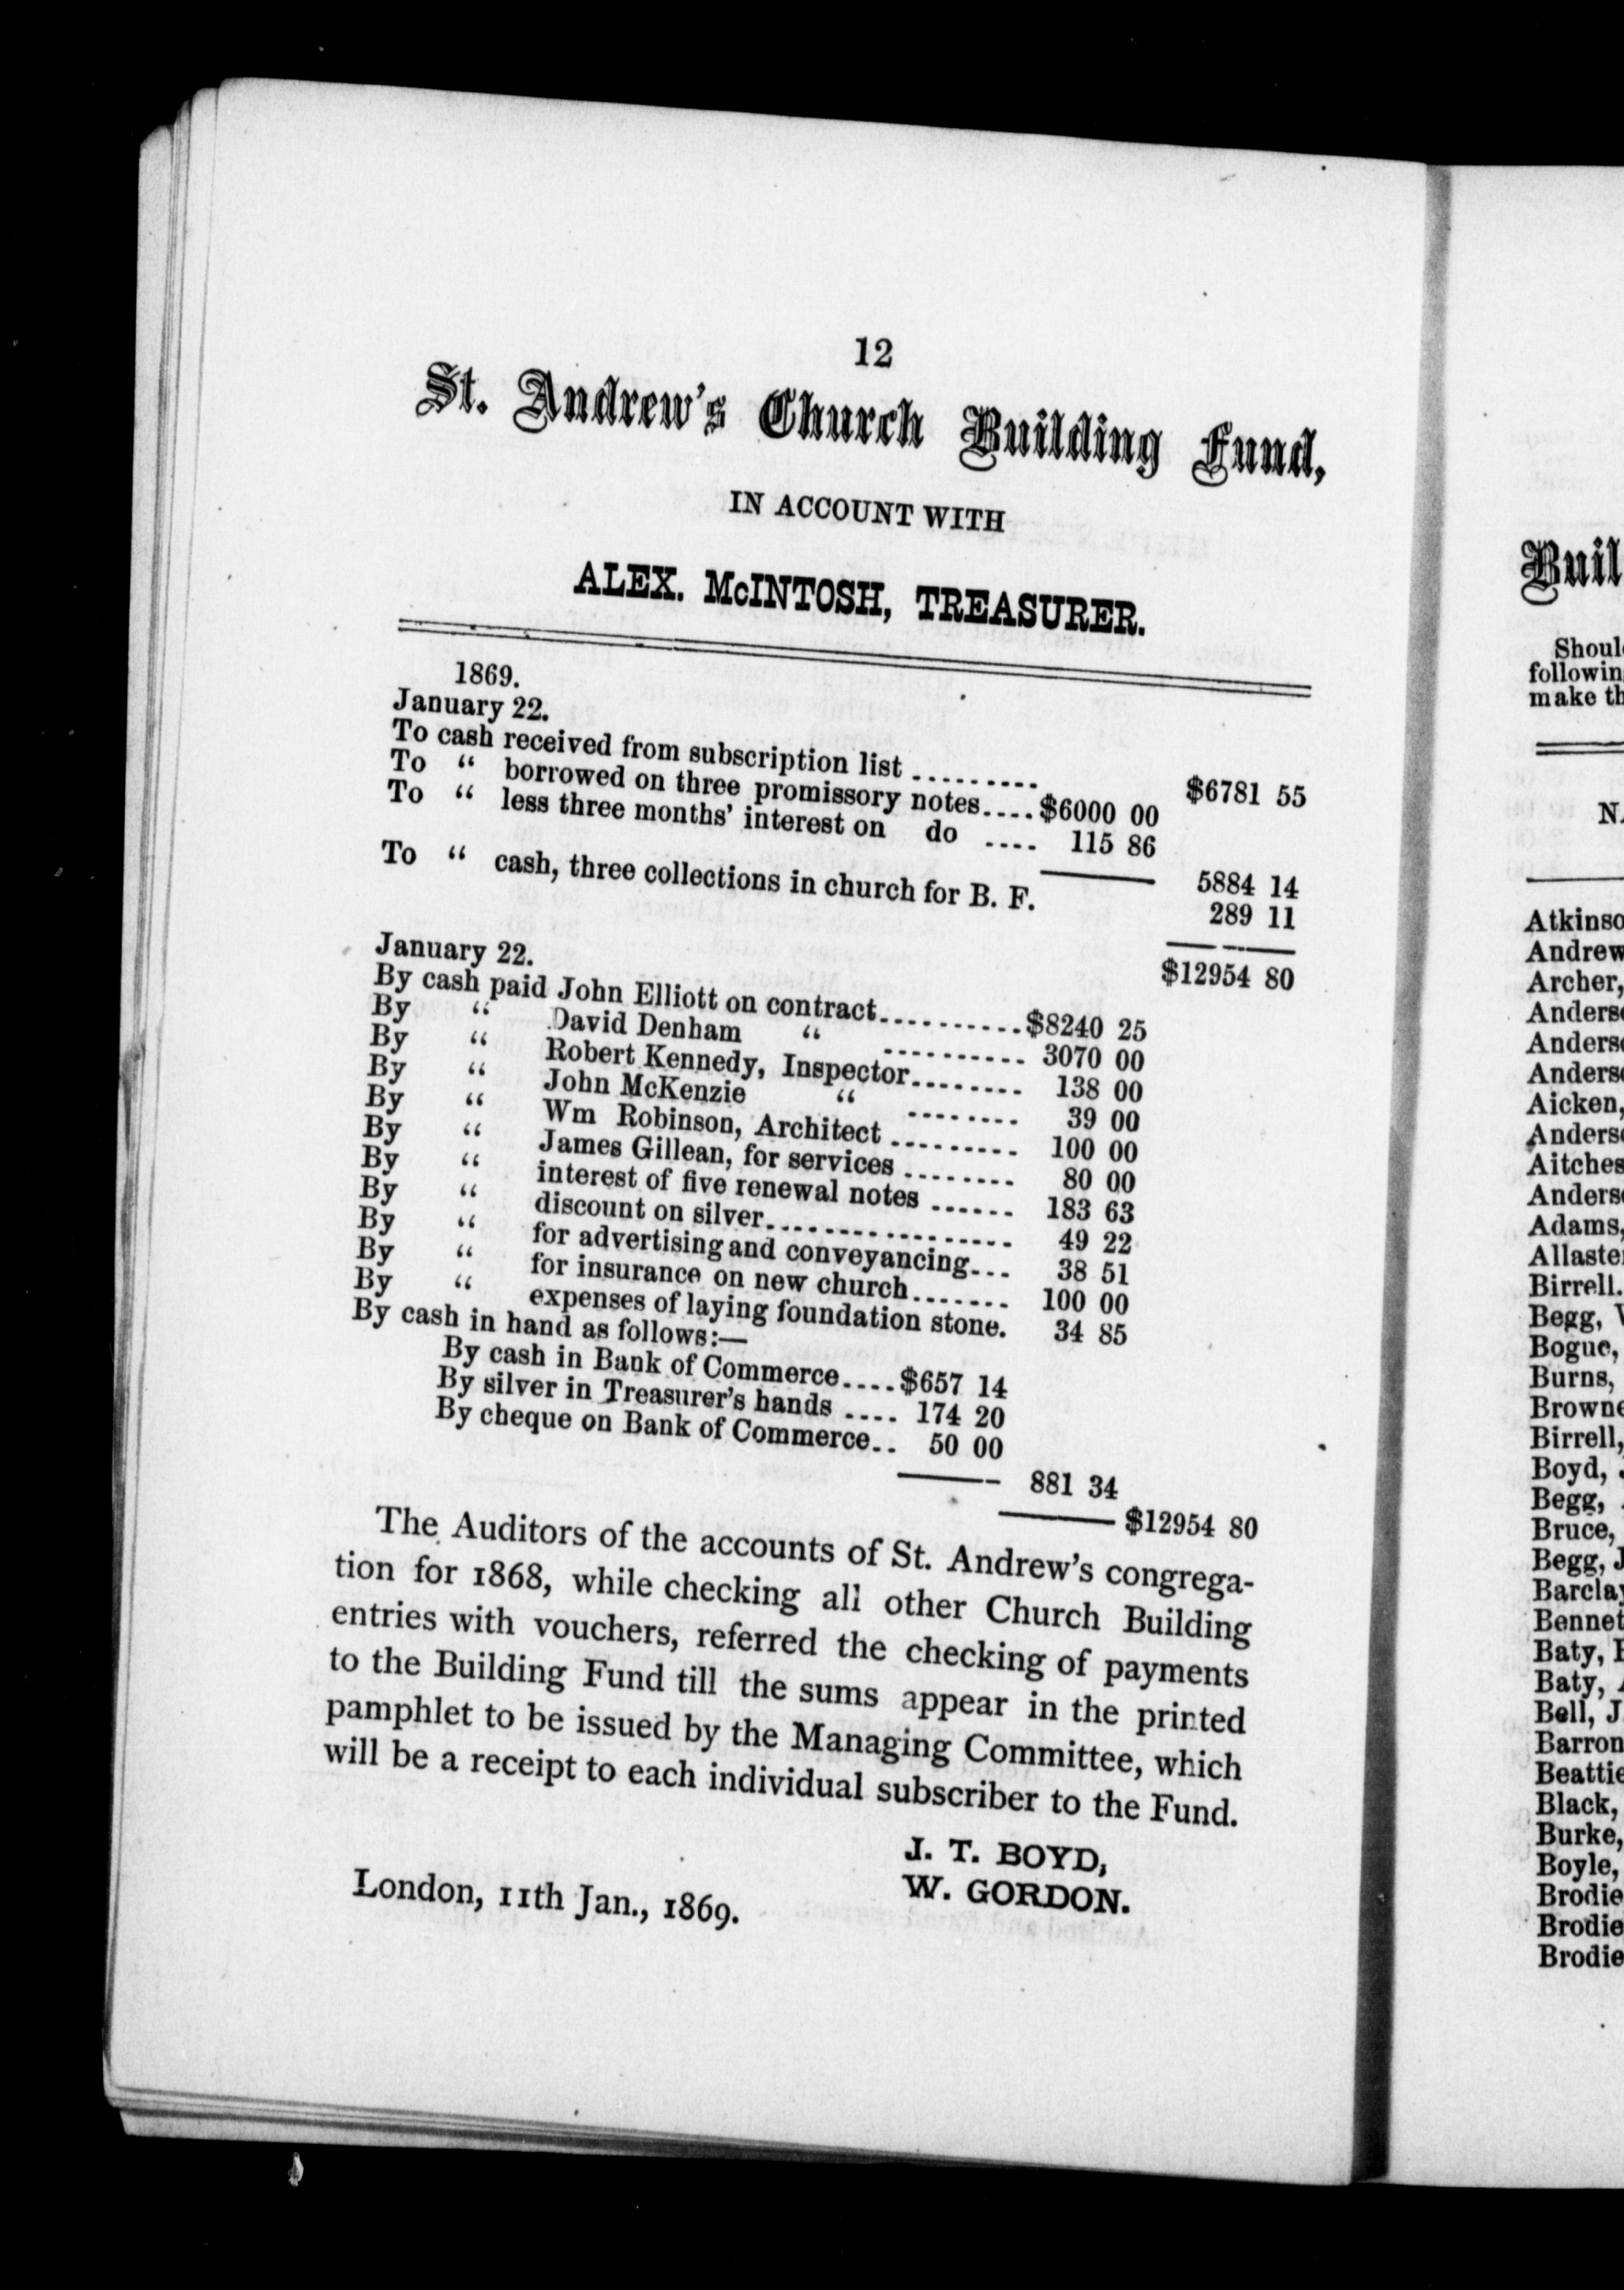 12
St. Andrew's Church Building Fund,
IN ACCOUNT WITH
ALEX. McINTOSH, TREASURER.
1869.
January 22.
To cash received from subscription list ......... $6781 55
To “ borrowed on three promissory notes....$6000 00
To “ less three months' interest on do .... 115 86
5884 14
To “ cash, three collections in church for B. F. 289 11
$12954 80
January 22.
By cash paid John Elliott on contract..........$8240 25
By “ David Denham “ .......... 3070 00
By “ Robert Kennedy, Inspector........ 138 00
By “ John McKenzie “ ........ 39 00
By “ Wm Robinson, Architect ......... 100 00
By “ James Gillean, for services ........ 80 00
By “ interest of five renewal notes ...... 183 63
By “ discount on silver................ 49 22
By “ for advertising and conveyancing... 38 51
By “ for insurance on new church....... 100 00
By “ expenses of laying foundation stone. 34 85
By cash in hand as follows:—
By cash in Bank of Commerce....$657 14
By silver in Treasurer's hands .... 174 20
By cheque on Bank of Commerce.. 50 00
881 34
$12954 80
The Auditors of the accounts of St. Andrew's congrega-
tion for 1868, while checking all other Church Building
entries with vouchers, referred the checking of payments
to the Building Fund till the sums appear in the printed
pamphlet to be issued by the Managing Committee, which
will be a receipt to each individual subscriber to the Fund.
J. T. BOYD,
W. GORDON.
London, 11th Jan., 1869.
Buil
Shoul
followin
make th
N
Atkinso
Andrew
Archer,
Anders
Anders
Anders
Aicken,
Anders
Aitches
Anders
Adams,
Allaste
Birrell.
Begg,
Bogue,
Burns,
Browne
Birrell,
Boyd,
Begg,
Bruce,
Begg, J
Barclay
Bennet
Baty,
Baty,
Bell, J
Barron
Beattie
Black,
Burke,
Boyle,
Brodie
Brodie
Brodie